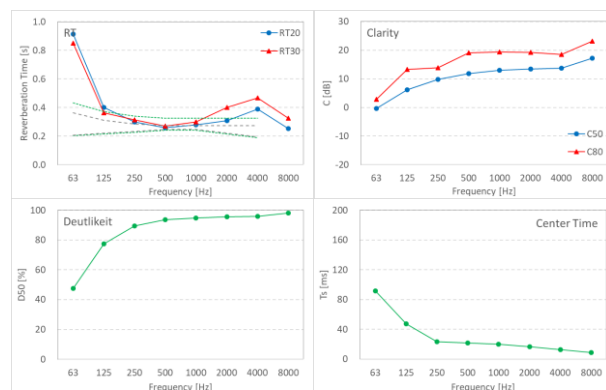 RT
RT20
RT30
Reverberation Time [s]
1.0
0.8
0.6
0.4
0.2
0.0
63 125 250 500 1000 2000 4000 8000
Frequency [Hz]
Clarity
C50
C80
C [dB]
30
20
10
0
-10
-20
63 125 250 500 1000 2000 4000 8000
Frequency [Hz]
Deutlikeit
D50 [%]
100
80
60
40
20
0
63 125 250 500 1000 2000 4000 8000
Frequency [Hz]
Center Time
Ts [ms]
200
160
120
80
40
0
63 125 250 500 1000 2000 4000 8000
Frequency [Hz]